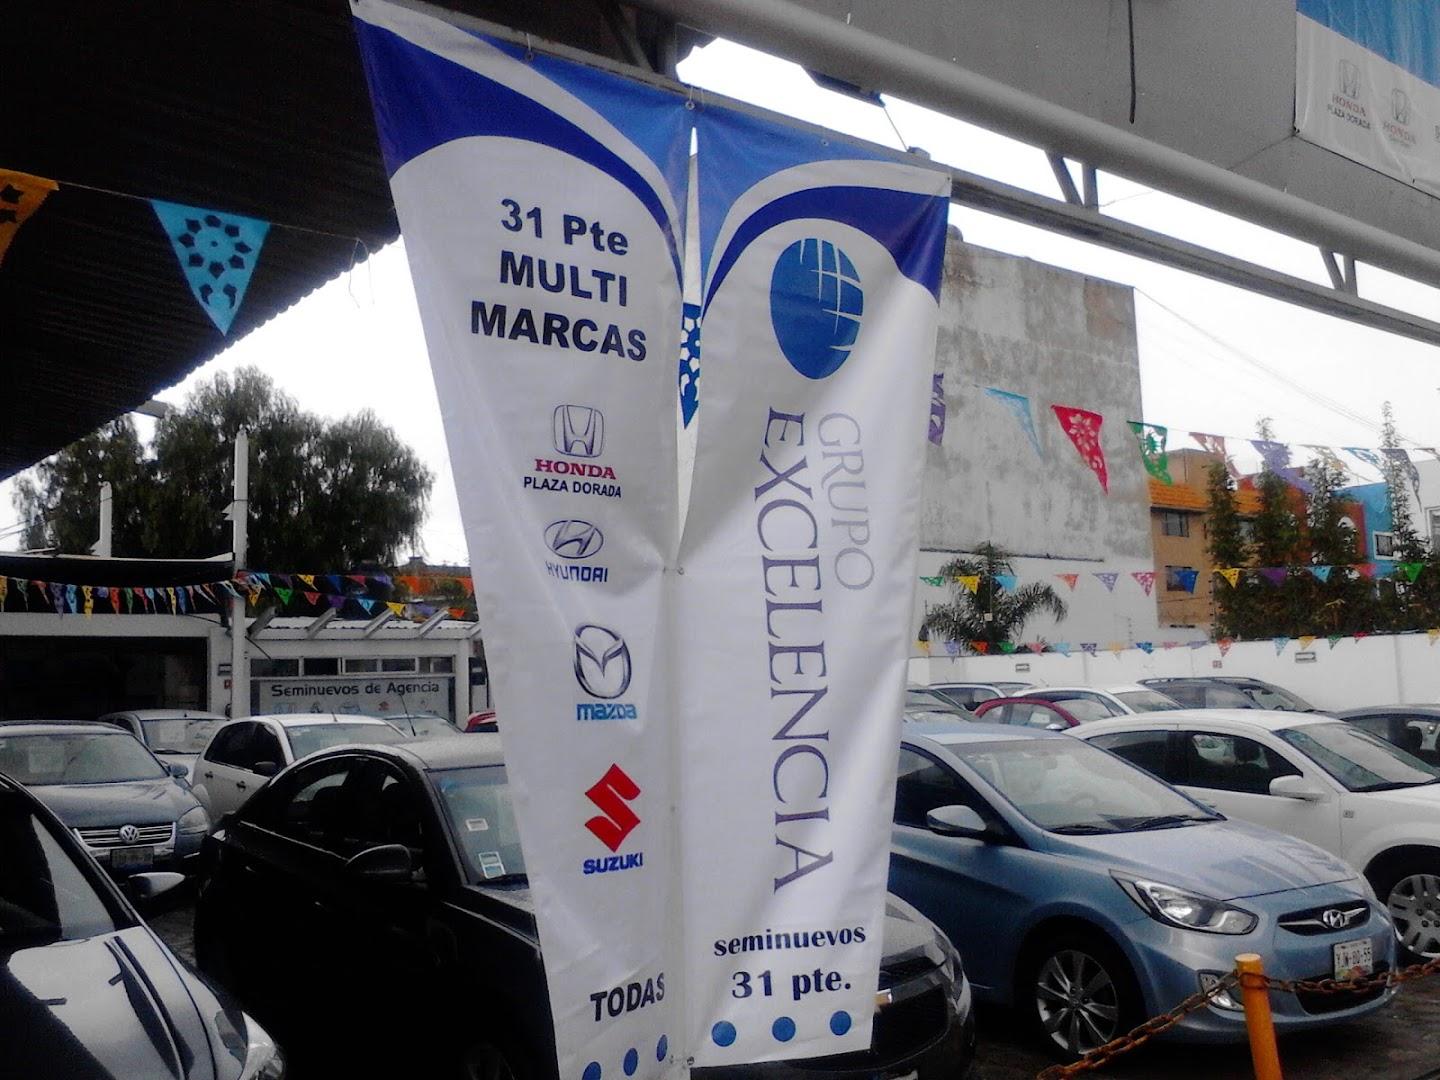 31 Pte
MULTI
MARCAS
HONDA
PLAZA DORADA
HYUNDAI
mazda
SUZUKI
TODAS
GRUPO
EXCELENCIA
seminuevos
31 pte.
Seminuevos de Agencia
HONDA
PLAZA DORADA
HONDA